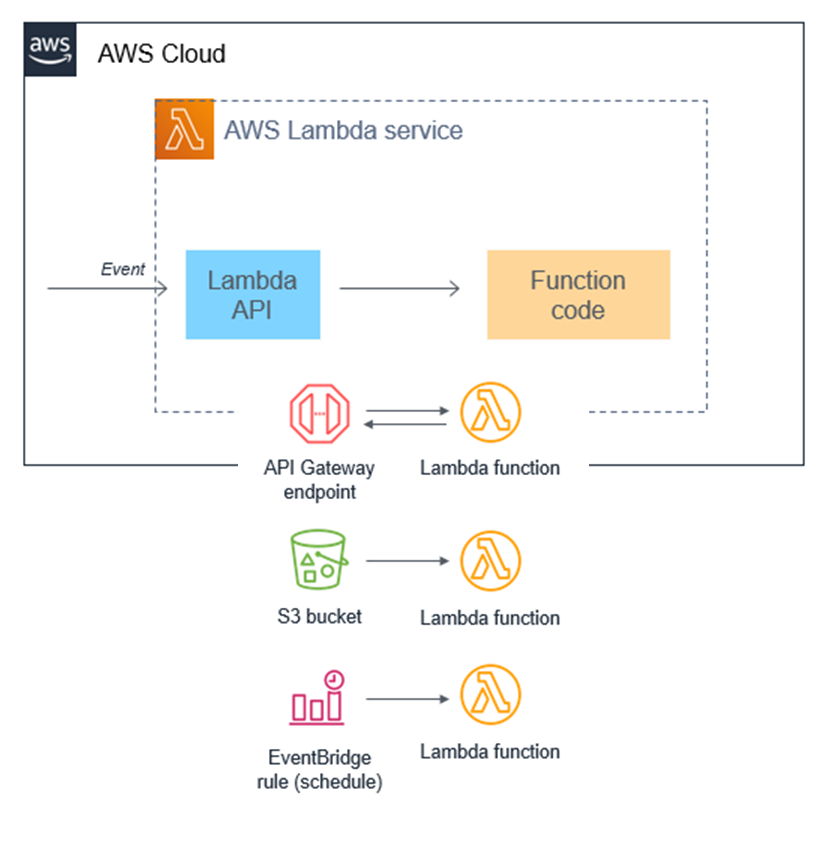 aws
AWS Cloud
AWS Lambda service
Event
Lambda
API
Function
code
API Gateway
endpoint
Lambda function
S3 bucket
Lambda function
EventBridge
rule (schedule)
Lambda function